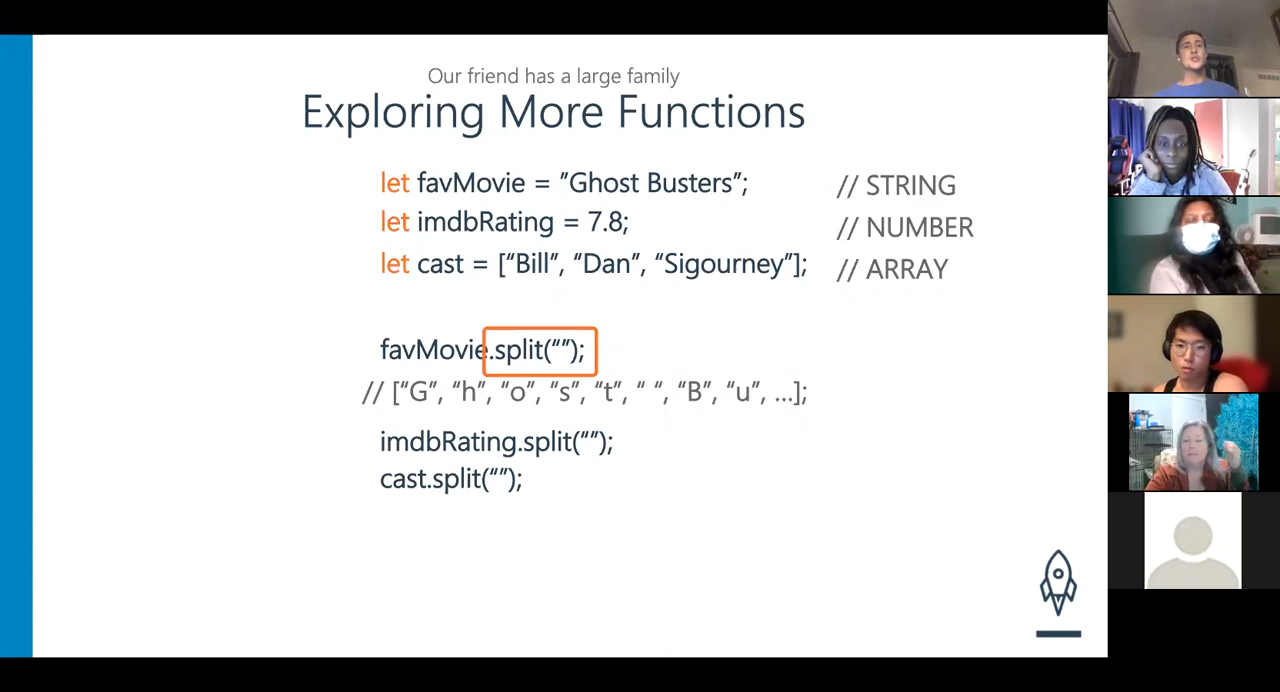 Our friend has a large family
Exploring More Functions
let favMovie = "Ghost Busters"; // STRING
let imdbRating = 7.8; // NUMBER
let cast = ["Bill", "Dan", "Sigourney"]; // ARRAY
favMovie.split("");
// ["G", "h", "o", "s", "t", " ", "B", "u", ...];
imdbRating.split("");
cast.split("");